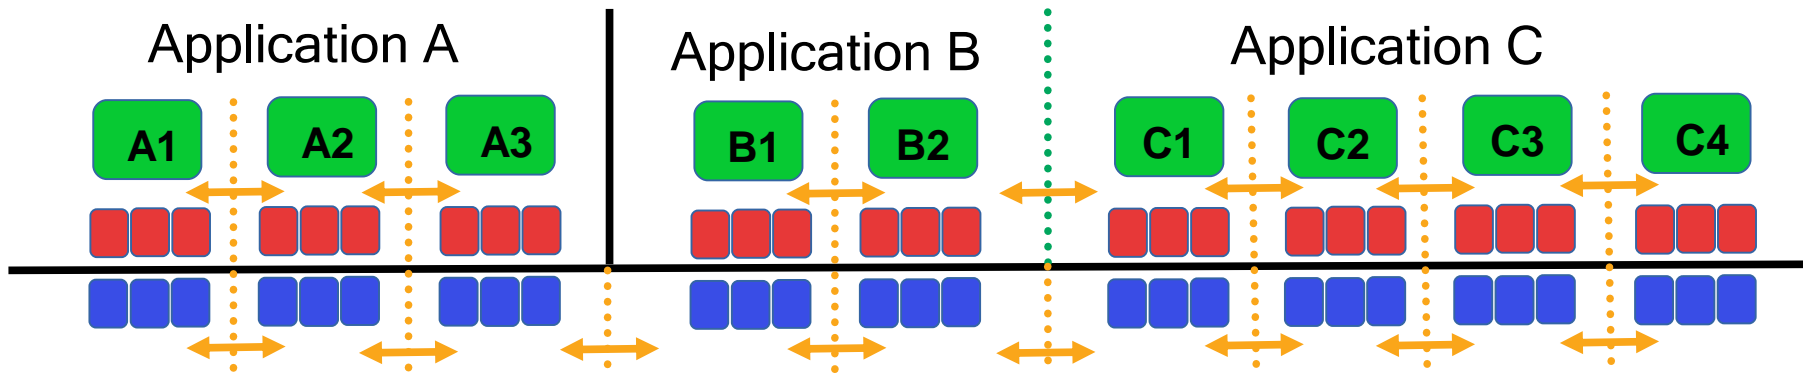 Application A
Application B
Application C
A1
A2
A3
B1
B2
C1
C2
C3
C4